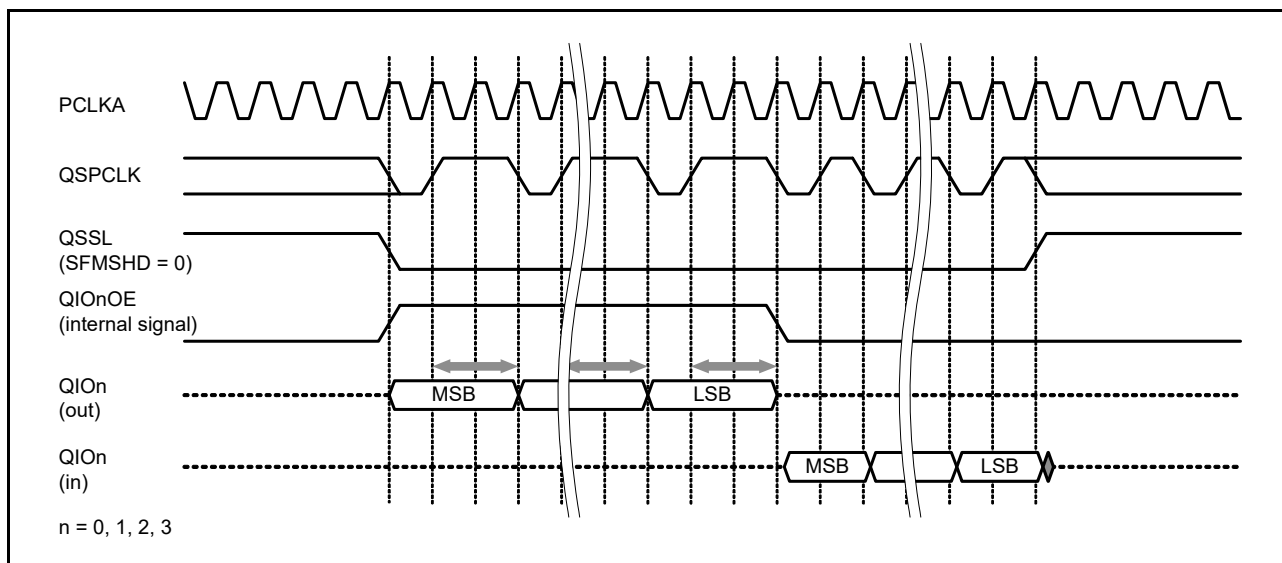 PCLKA
QSPCLK
QSSL
(SFMSHD = 0)
QIOnOE
(internal signal)
QIOn
(out)
MSB
LSB
QIOn
(in)
MSB
LSB
n = 0, 1, 2, 3